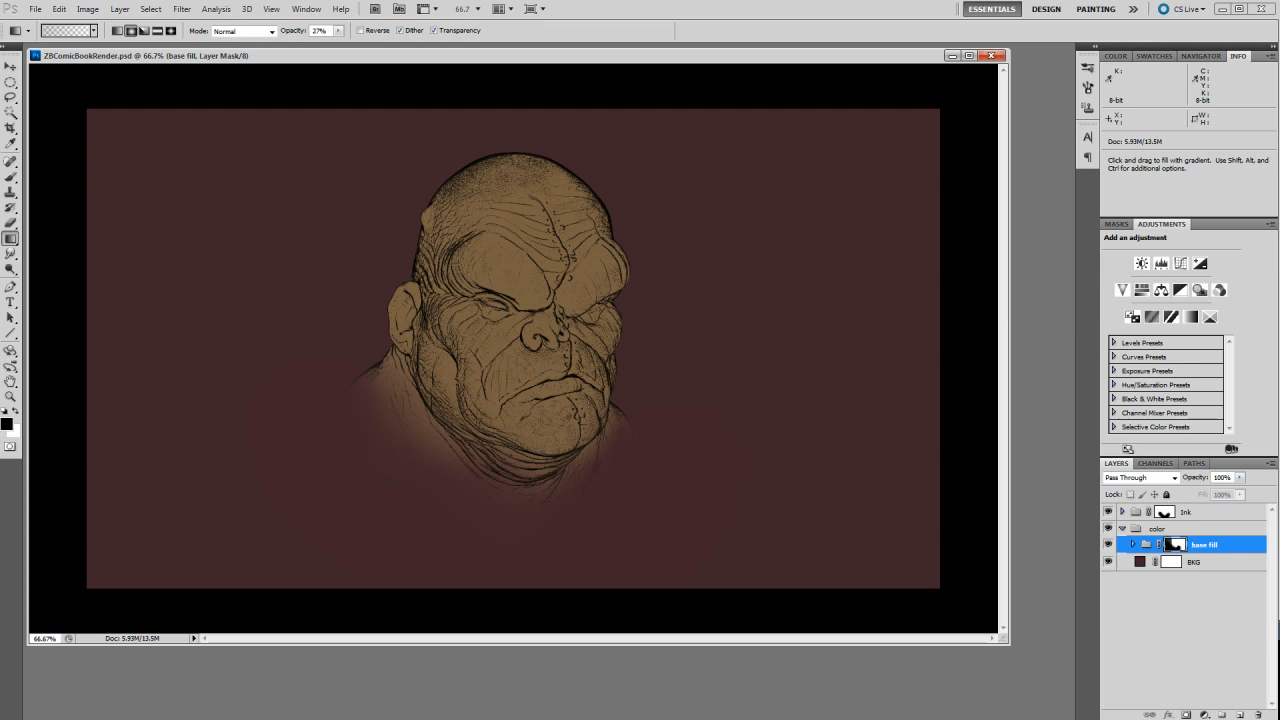 Ps File Edit Image Layer Select Filter Analysis 3D View Window Help Br Mb 66.7 ESSENTIALS DESIGN PAINTING CS Live
Mode: Normal Opacity: 27% Reverse Dither Transparency
ZBComicBookRender.psd @ 66.7% (base fill, Layer Mask/8)
66.67% Doc: 5.93M/13.5M
COLOR SWATCHES NAVIGATOR INFO
K: C:
M:
Y:
K:
8-bit 8-bit
X: W:
Y: H:
Doc: 5.93M/13.5M
Click and drag to fill with gradient. Use Shift, Alt, and
Ctrl for additional options.
MASKS ADJUSTMENTS
Add an adjustment
Levels Presets
Curves Presets
Exposure Presets
Hue/Saturation Presets
Black & White Presets
Channel Mixer Presets
Selective Color Presets
LAYERS CHANNELS PATHS
Pass Through Opacity: 100%
Lock: Fill: 100%
Ink
color
base fill
BKG